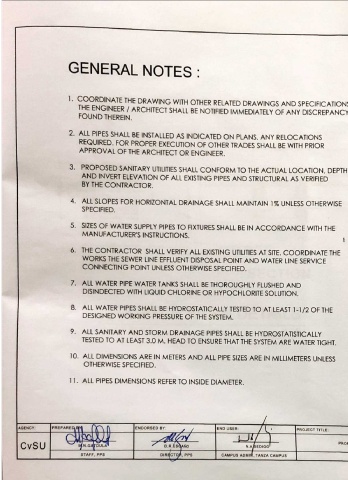 GENERAL NOTES :
1. COORDINATE THE DRAWING WITH OTHER RELATED DRAWINGS AND SPECIFICATIONS
THE ENGINEER / ARCHITECT SHALL BE NOTIFIED IMMEDIATELY OF ANY DISCREPANCY
FOUND THEREIN.
2. ALL PIPES SHALL BE INSTALLED AS INDICATED ON PLANS. ANY RELOCATIONS
REQUIRED. FOR PROPER EXECUTION OF OTHER TRADES SHALL BE WITH PRIOR
APPROVAL OF THE ARCHITECT OR ENGINEER.
3. PROPOSED SANITARY UTILITIES SHALL CONFORM TO THE ACTUAL LOCATION, DEPTH
AND INVERT ELEVATION OF ALL EXISTING PIPES AND STRUCTURAL AS VERIFIED
BY THE CONTRACTOR.
4. ALL SLOPES FOR HORIZONTAL DRAINAGE SHALL MAINTAIN 1% UNLESS OTHERWISE
SPECIFIED.
5. SIZES OF WATER SUPPLY PIPES TO FIXTURES SHALL BE IN ACCORDANCE WITH THE
MANUFACTURER'S INSTRUCTIONS.
6. THE CONTRACTOR SHALL VERIFY ALL EXISTING UTILITIES AT SITE. COORDINATE THE
WORKS THE SEWER LINE EFFLUENT DISPOSAL POINT AND WATER LINE SERVICE
CONNECTING POINT UNLESS OTHERWISE SPECIFIED.
7. ALL WATER PIPE WATER TANKS SHALL BE THOROUGHLY FLUSHED AND
DISINDECTED WITH LIQUID CHLORINE OR HYPOCHLORITE SOLUTION.
8. ALL WATER PIPES SHALL BE HYDROSTATICALLY TESTED TO AT LEAST 1-1/2 OF THE
DESIGNED WORKING PRESSURE OF THE SYSTEM.
9. ALL SANITARY AND STORM DRAINAGE PIPES SHALL BE HYDROSTATISTICALLY
TESTED TO AT LEAST 3.0 M. HEAD TO ENSURE THAT THE SYSTEM ARE WATER TIGHT.
10. ALL DIMENSIONS ARE IN METERS AND ALL PIPE SIZES ARE IN MILLIMETERS UNLESS
OTHERWISE SPECIFIED.
11. ALL PIPES DIMENSIONS REFER TO INSIDE DIAMETER.
AGENCY: PREPARED ENDORSED BY: END USER: PROJECT TITLE:
CvSU
STAFF, PPS DIRECTOR, PPS CAMPUS ADMIN, TANZA CAMPUS